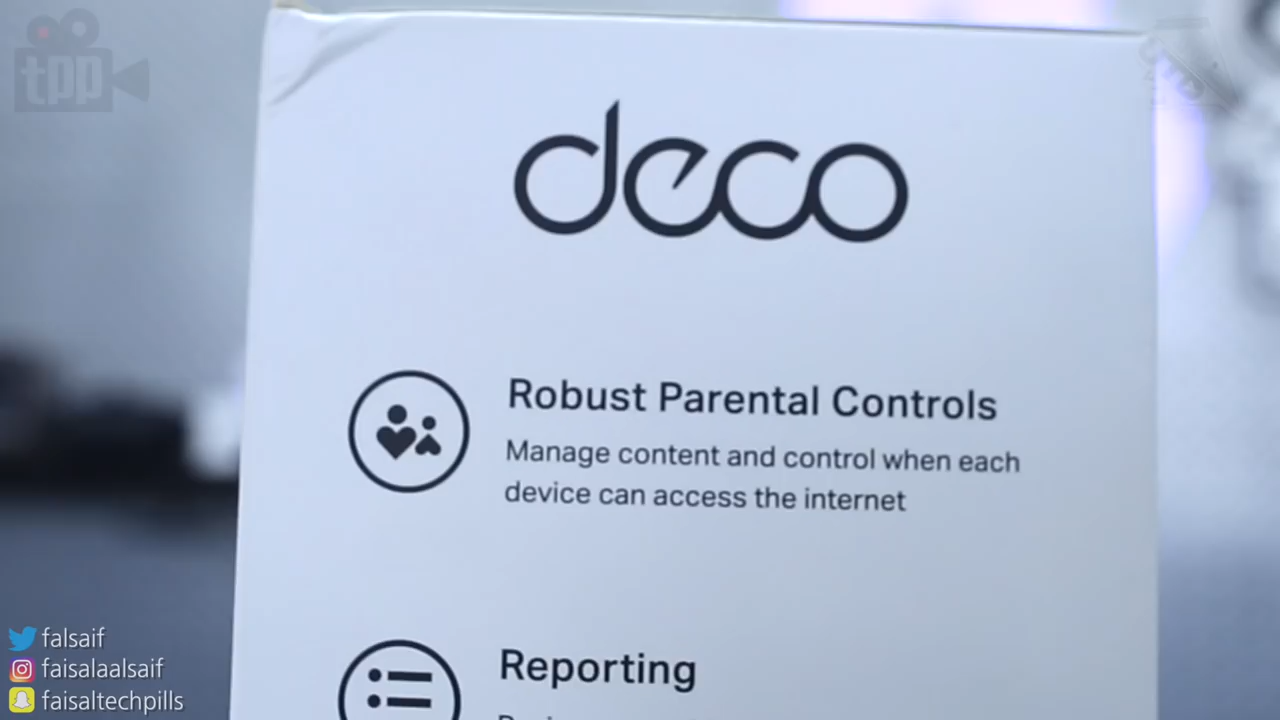 tpp
deco
Robust Parental Controls
Manage content and control when each
device can access the internet
Reporting
falsaif
faisalaalsaif
faisaltechpills